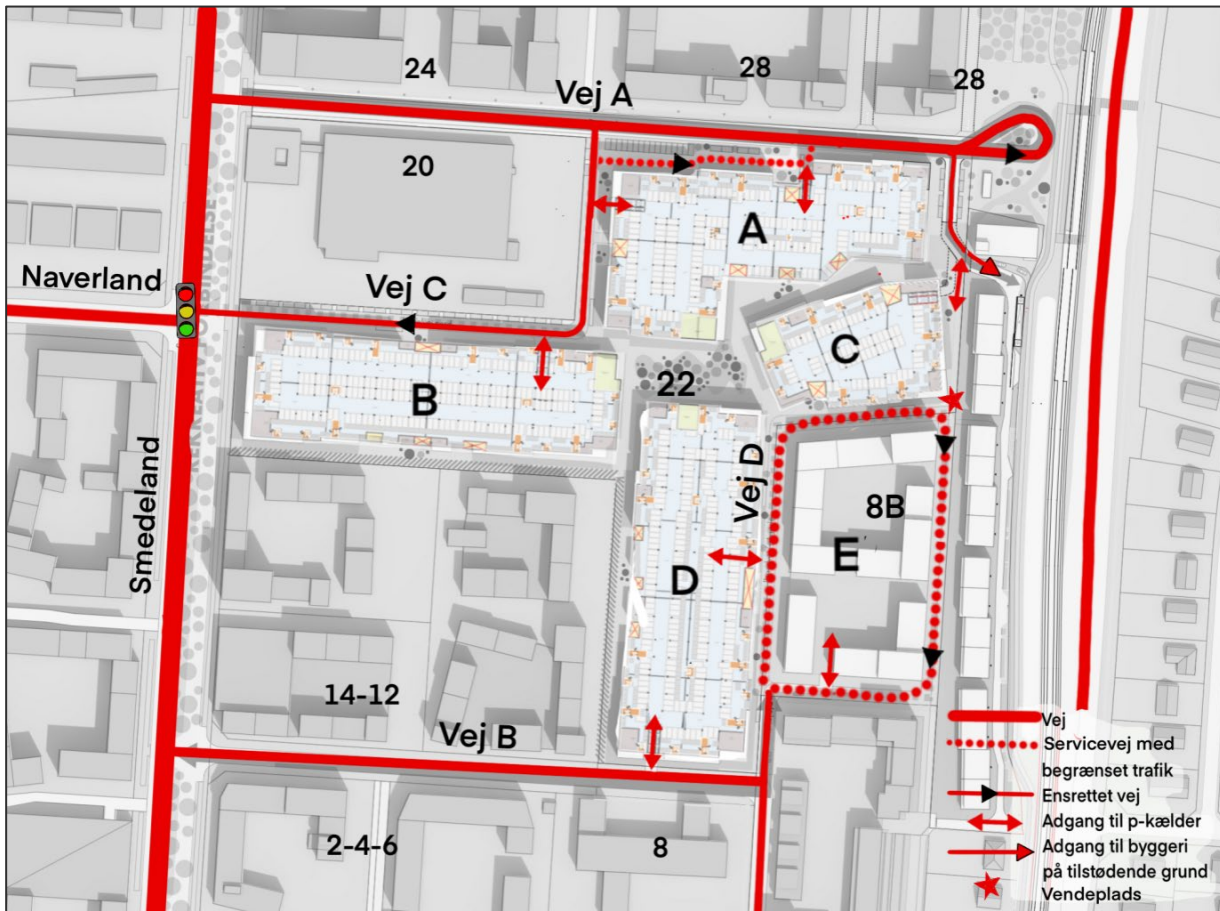 24
28
28
Vej A
20
A
Naverland
Vej C
C
B
22
Vej D
8B
E
D
Smedeland
14-12
Vej B
2-4-6
8
Vej
Servicevej med
begrænset trafik
Ensrettet vej
Adgang til p-kælder
Adgang til byggeri
på tilstødende grund
Vendeplads